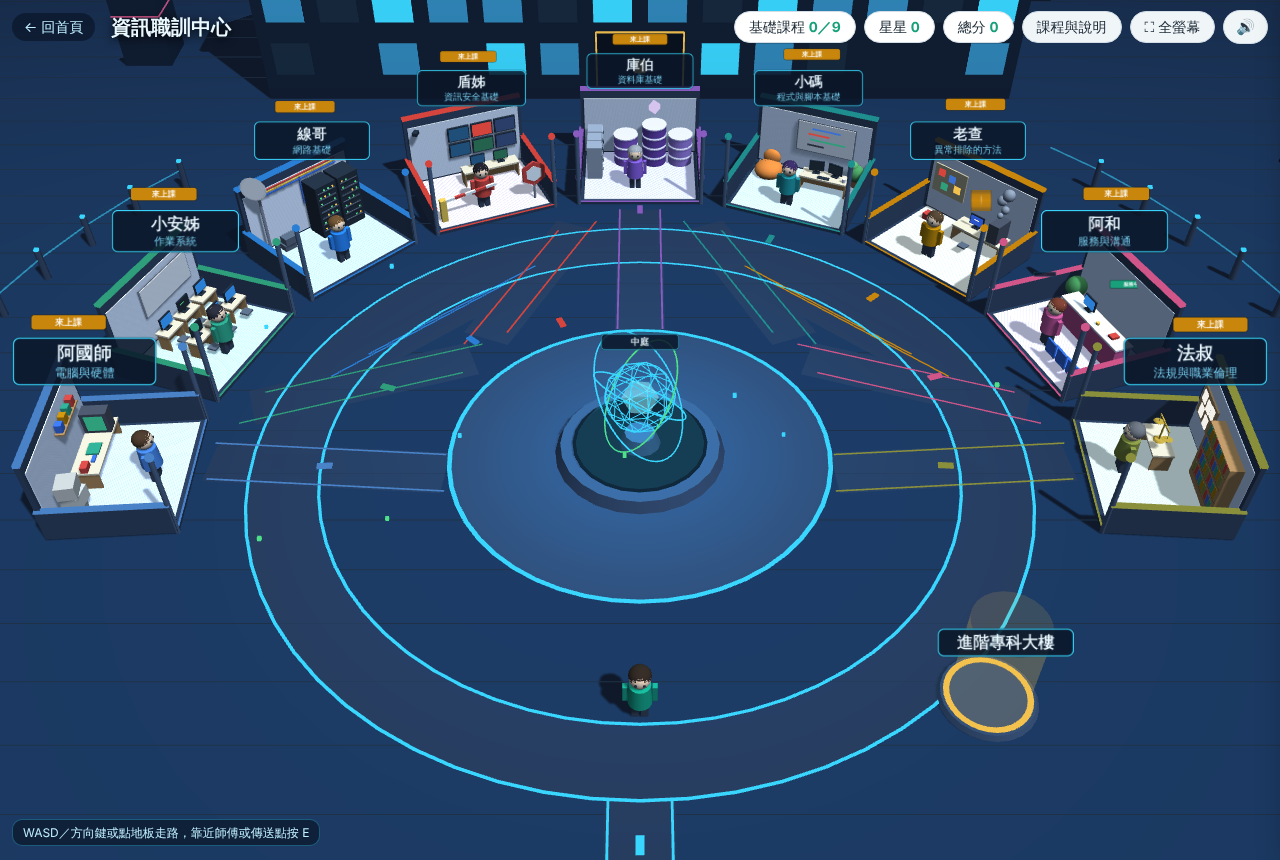 ← 回首頁
資訊職訓中心
基礎課程 0／9
星星 0
總分 0
課程與說明
全螢幕
來上課
庫伯
資料庫基礎
來上課
盾姊
資訊安全基礎
來上課
小碼
程式與腳本基礎
來上課
線哥
網路基礎
來上課
老查
異常排除的方法
來上課
小安姊
作業系統
來上課
阿和
服務與溝通
來上課
阿國師
電腦與硬體
來上課
法叔
法規與職業倫理
中庭
進階專科大樓
WASD／方向鍵或點地板走路，靠近師傅或傳送點按 E